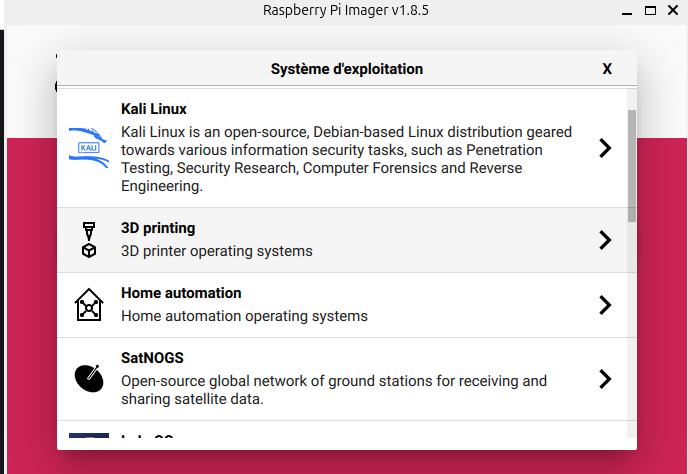 Raspberry Pi Imager v1.8.5
Système d'exploitation X
Kali Linux
KALI
Kali Linux is an open-source, Debian-based Linux distribution geared
towards various information security tasks, such as Penetration
Testing, Security Research, Computer Forensics and Reverse
Engineering.
3D printing
3D printer operating systems
Home automation
Home automation operating systems
SatNOGS
Open-source global network of ground stations for receiving and
sharing satellite data.